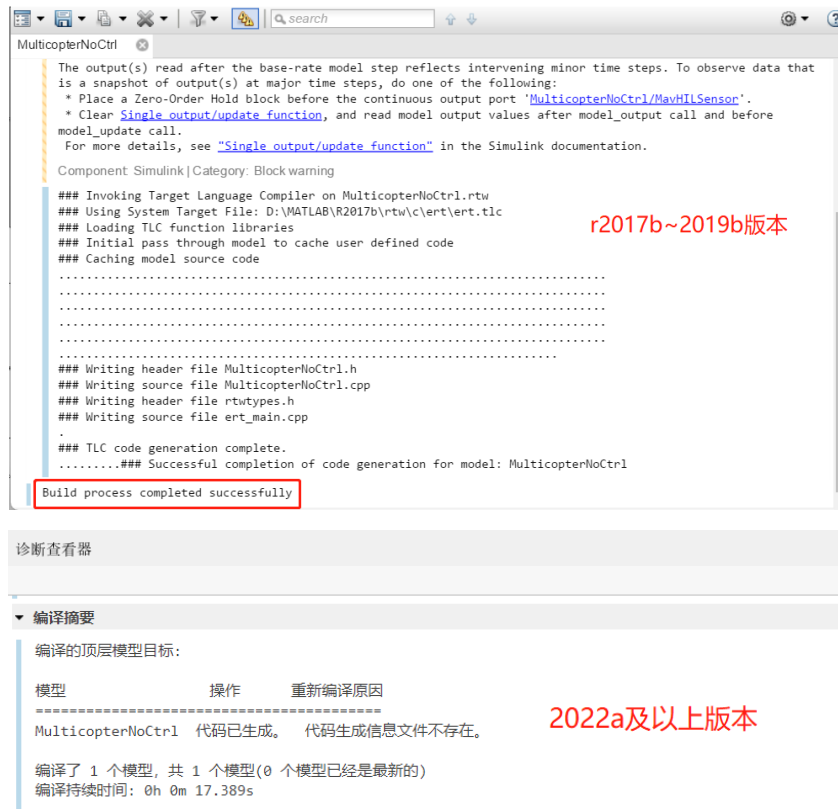 search
MulticopterNoCtrl
The output(s) read after the base-rate model step reflects intervening minor time steps. To observe data that
is a snapshot of output(s) at major time steps, do one of the following:
* Place a Zero-Order Hold block before the continuous output port 'MulticopterNoCtrl/MavHILSensor'.
* Clear Single output/update function, and read model output values after model_output call and before
model_update call.
For more details, see "Single output/update function" in the Simulink documentation.
Component: Simulink | Category: Block warning
### Invoking Target Language Compiler on MulticopterNoCtrl.rtw
### Using System Target File: D:\MATLAB\R2017b\rtw\c\ert\ert.tlc
### Loading TLC function libraries
r2017b~2019b版本
### Initial pass through model to cache user defined code
### Caching model source code
............................................................................
............................................................................
............................................................................
............................................................................
............................................................................
.....................................................................
### Writing header file MulticopterNoCtrl.h
### Writing source file MulticopterNoCtrl.cpp
### Writing header file rtwtypes.h
### Writing source file ert_main.cpp
.
### TLC code generation complete.
.........### Successful completion of code generation for model: MulticopterNoCtrl
Build process completed successfully
诊断查看器
编译摘要
编译的顶层模型目标:
模型 操作 重新编译原因
==========================================
MulticopterNoCtrl 代码已生成。 代码生成信息文件不存在。
2022a及以上版本
编译了 1 个模型, 共 1 个模型(0 个模型已经是最新的)
编译持续时间: 0h 0m 17.389s